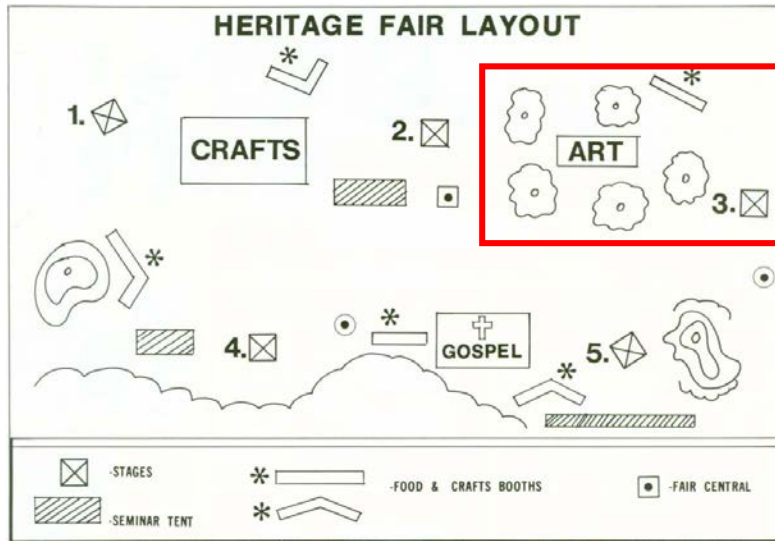 HERITAGE FAIR LAYOUT
1.
CRAFTS
2.
ART
3.
4.
GOSPEL
5.
-STAGES
-FOOD & CRAFTS BOOTHS
-FAIR CENTRAL
-SEMINAR TENT